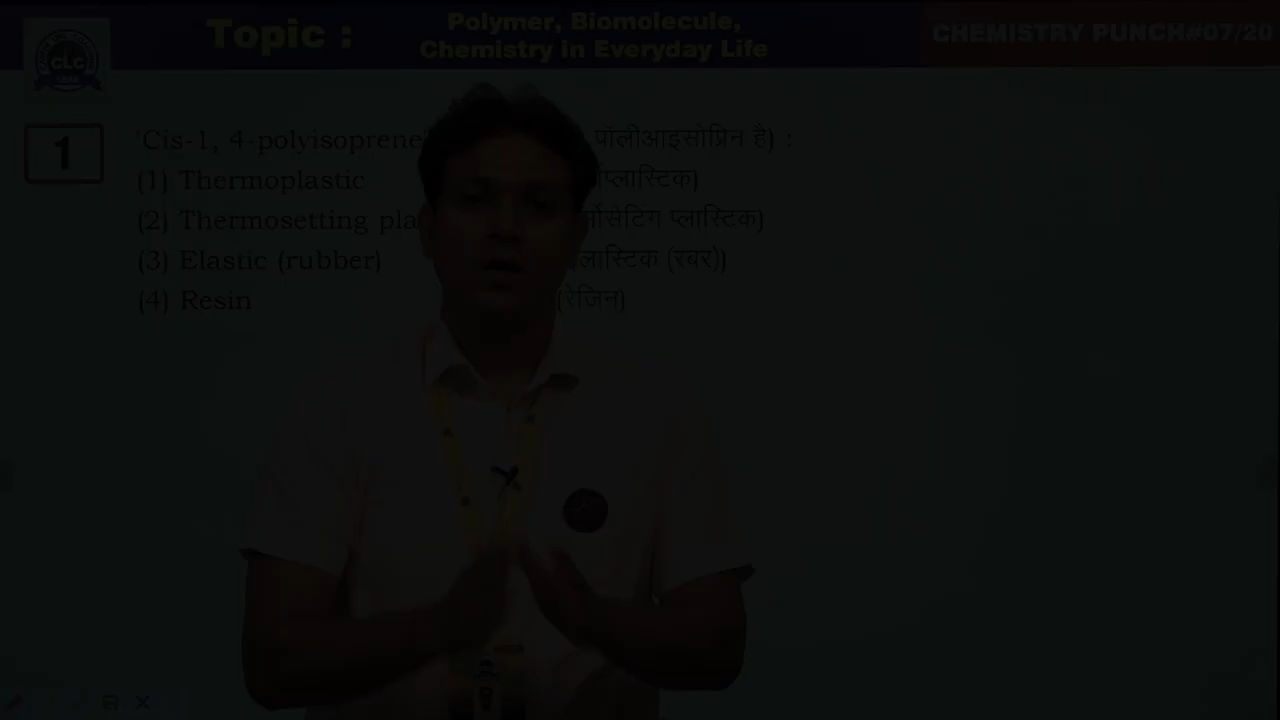 Topic :
Polymer, Biomolecule,
Chemistry in Everyday Life
CHEMISTRY PUNCH#07/20
CLC
1
'Cis-1, 4-polyisoprene पॉलीआइसोप्रिन है) :
(1) Thermoplastic
(2) Thermosetting प्लास्टिक)
(3) Elastic (rubber) (रबर))
(4) Resin (रेजिन)